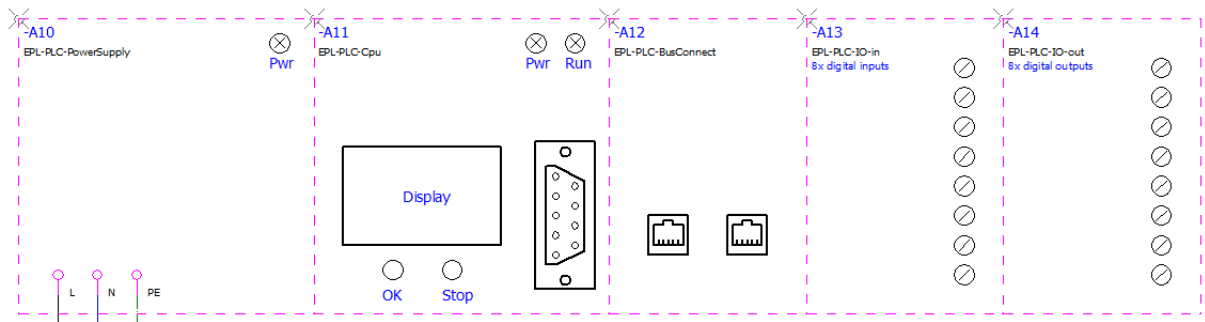 -A10
EPL-PLC-PowerSupply
Pwr
L
N
PE
-A11
EPL-PLC-Cpu
Pwr
Run
Display
OK
Stop
-A12
EPL-PLC-BusConnect
-A13
EPL-PLC-IO-in
8x digital inputs
-A14
EPL-PLC-IO-out
8x digital outputs